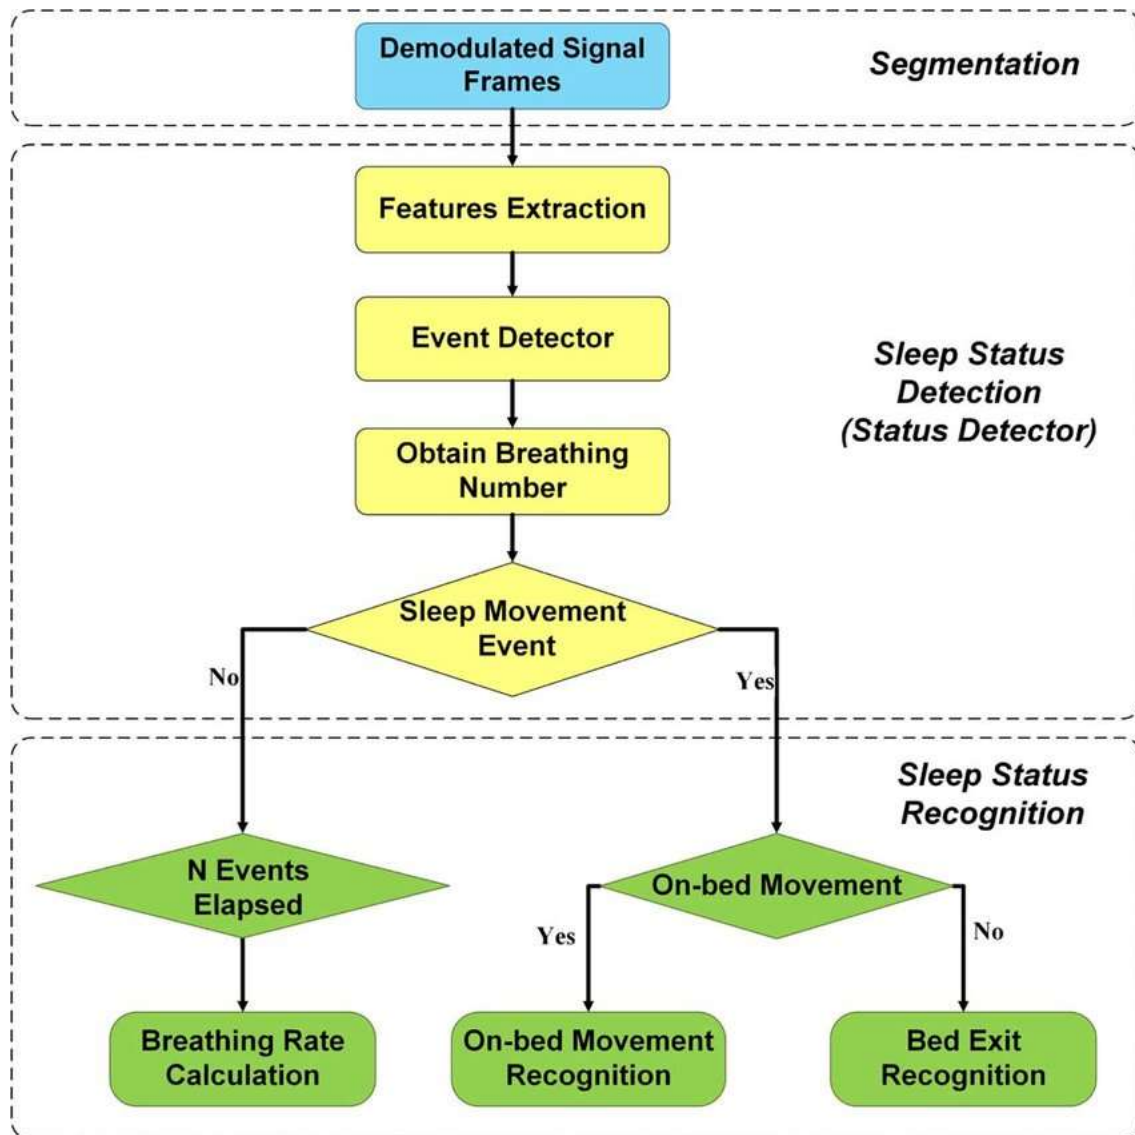 Demodulated Signal
Frames
Segmentation
Features Extraction
Event Detector
Sleep Status
Detection
(Status Detector)
Obtain Breathing
Number
Sleep Movement
Event
No
Yes
Sleep Status
Recognition
N Events
Elapsed
On-bed Movement
Yes
No
Breathing Rate
Calculation
On-bed Movement
Recognition
Bed Exit
Recognition